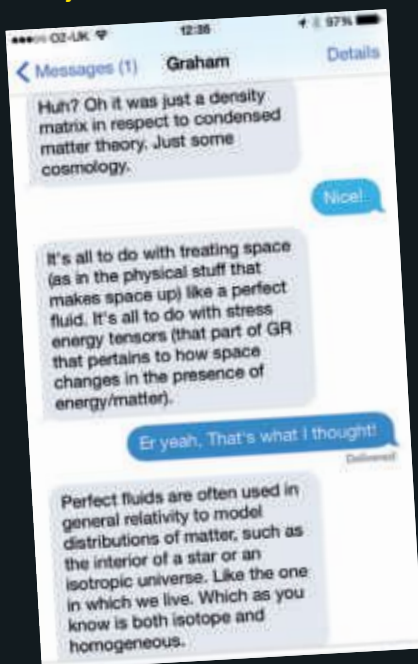 O2-UK 12:36 97%
Messages (1) Graham Details
Huh? Oh it was just a density
matrix in respect to condensed
matter theory. Just some
cosmology.
Nice!
It's all to do with treating space
(as in the physical stuff that
makes space up) like a perfect
fluid. It's all to do with stress
energy tensors (that part of GR
that pertains to how space
changes in the presence of
energy/matter).
Er yeah. That's what I thought!
Delivered
Perfect fluids are often used in
general relativity to model
distributions of matter, such as
the interior of a star or an
isotropic universe. Like the one
in which we live. Which as you
know is both isotope and
homogeneous.